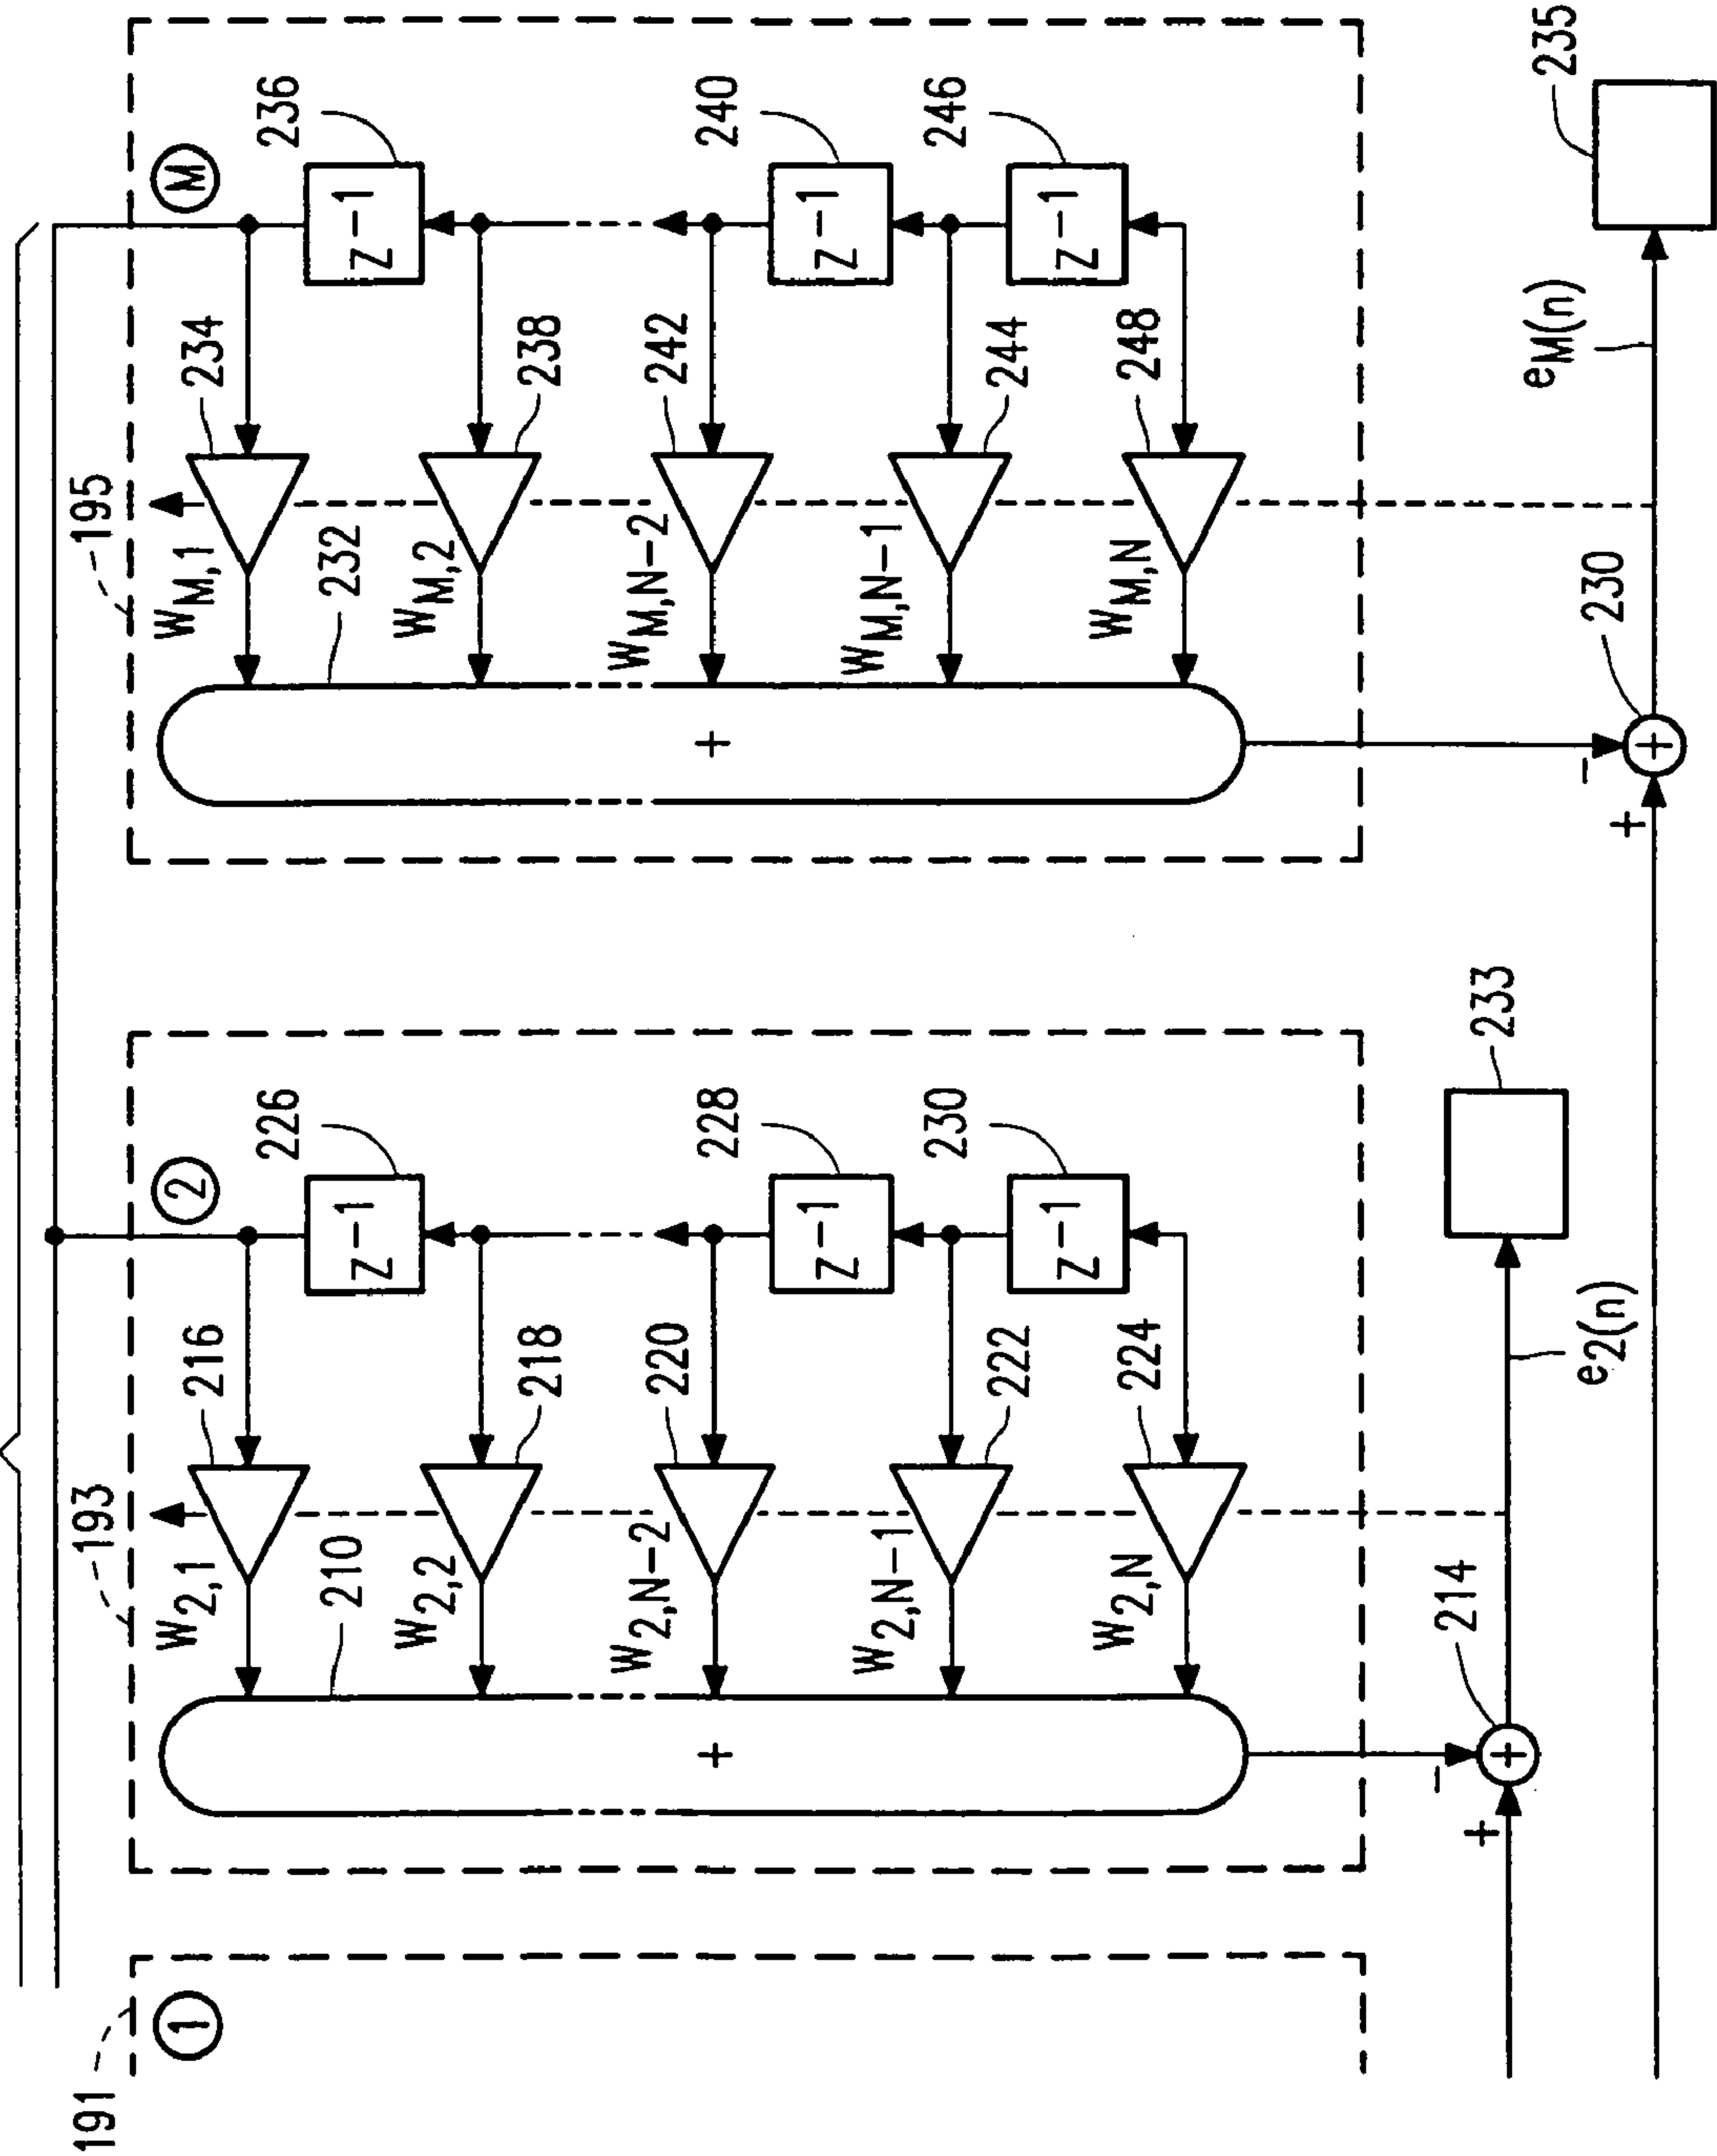 191
1
193
2
W2,1
216
210
226
W2,2
218
+
W2,N-2
220
228
W2,N-1
222
230
z-1
z-1
z-1
W2,N
224
-
+
214
+
e2(n)
233
195
M
WM,1
234
232
236
WM,2
238
+
WM,N-2
242
240
WM,N-1
244
246
z-1
z-1
z-1
WM,N
248
-
+
230
+
eM(n)
235